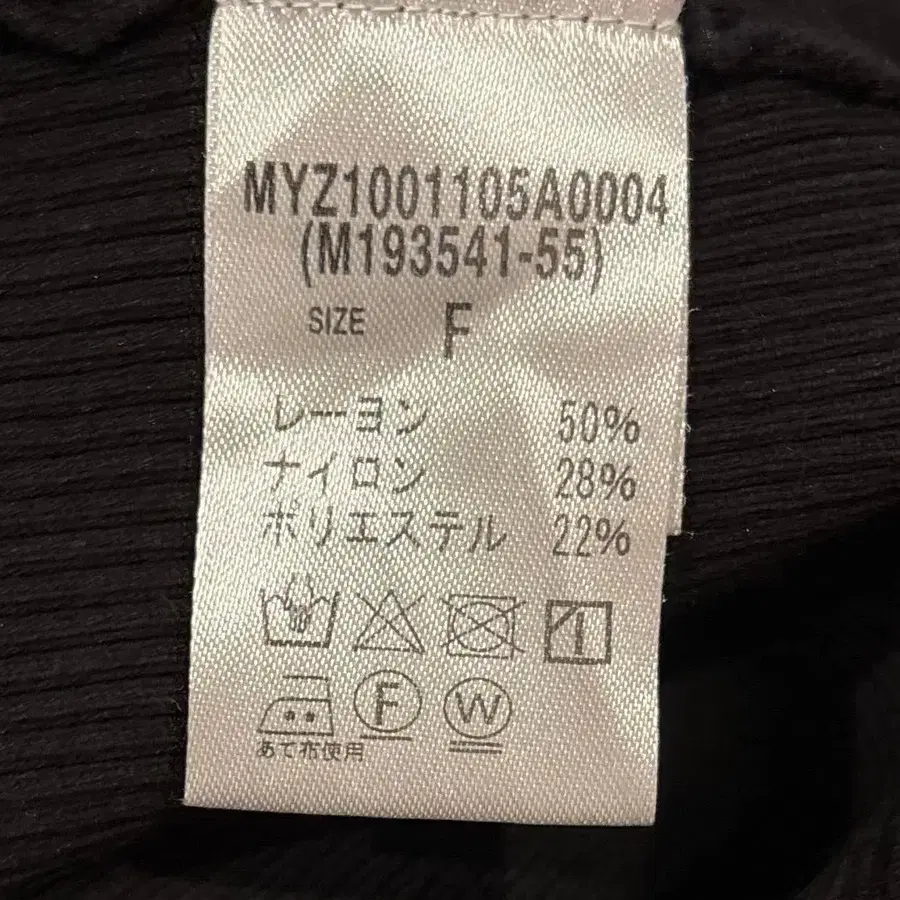 MYZ1001105A0004
(M193541-55)
SIZE F
レーヨン 50%
ナイロン 28%
ポリエステル 22%
あて布使用
F W